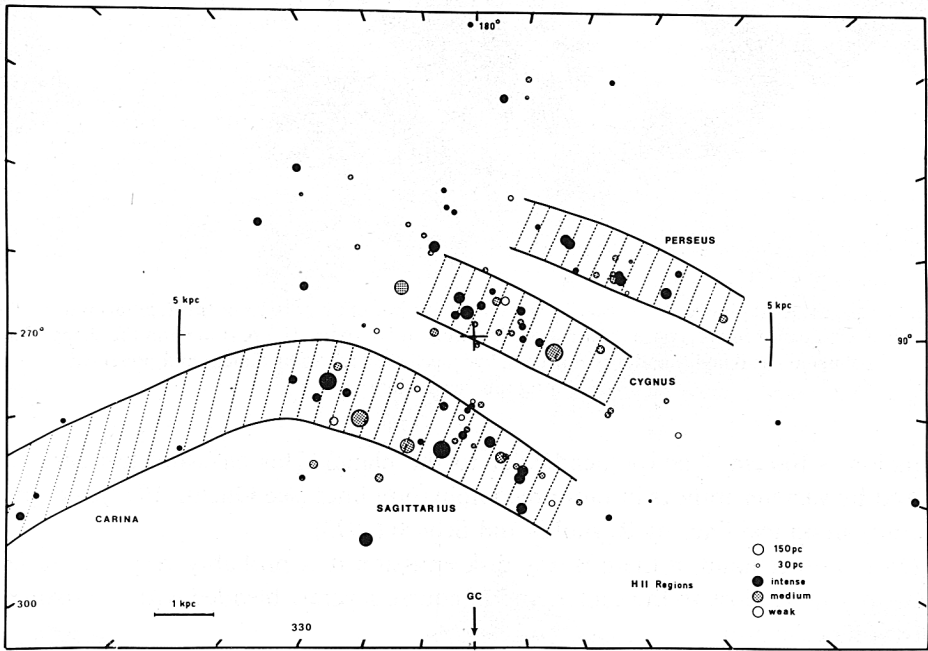 180°
PERSEUS
5 kpc
5 kpc
270°
90°
CYGNUS
SAGITTARIUS
CARINA
150pc
30pc
intense
HII Regions
medium
GC
weak
1 kpc
300
330